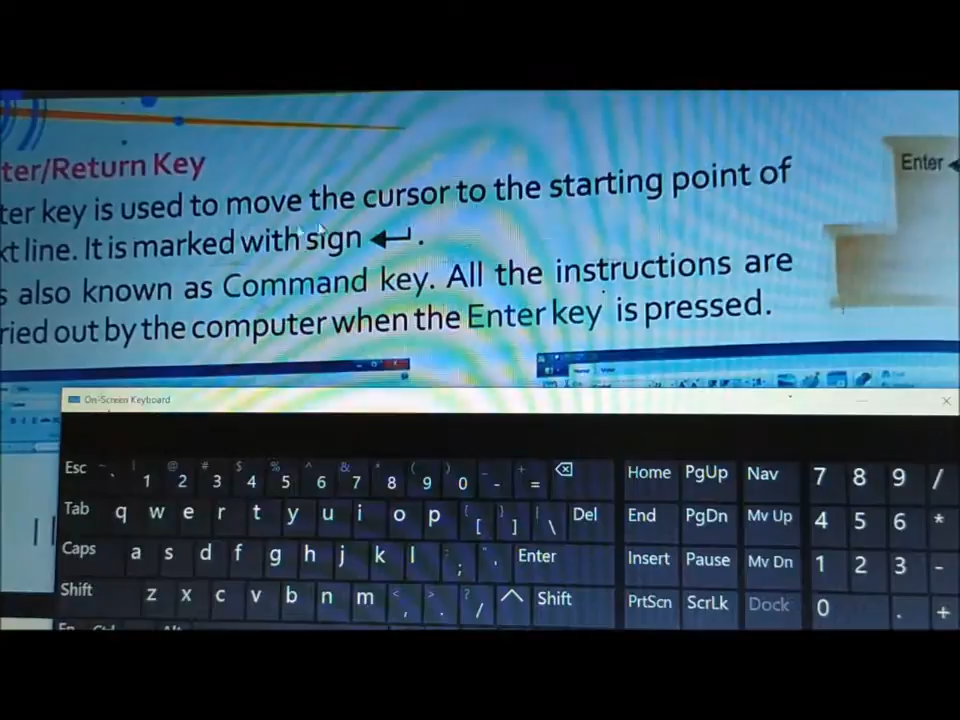 ter/Return Key
ter key is used to move the cursor to the starting point of
xt line. It is marked with sign ↵.
s also known as Command key. All the instructions are
ried out by the computer when the Enter key is pressed.
Enter
On-Screen Keyboard
Esc ~ ` ! 1 @ 2 # 3 $ 4 % 5 ^ 6 & 7 * 8 ( 9 ) 0 _ - + = Home PgUp Nav 7 8 9 /
Tab q w e r t y u i o p { [ } ] | \ Del End PgDn Mv Up 4 5 6 *
Caps a s d f g h j k l : ; " ' Enter Insert Pause Mv Dn 1 2 3 -
Shift z x c v b n m < , > . ? / Shift PrtScn ScrLk Dock 0 . +
Fn Ctrl Alt